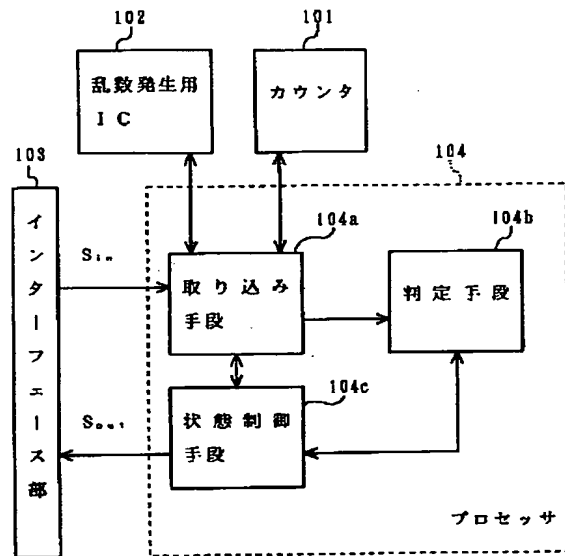 102
乱数発生用
IC
101
カウンタ
103
インターフェース部
104
Sin
104a
取り込み
手段
104b
判定手段
Sout
104c
状態制御
手段
プロセッサ